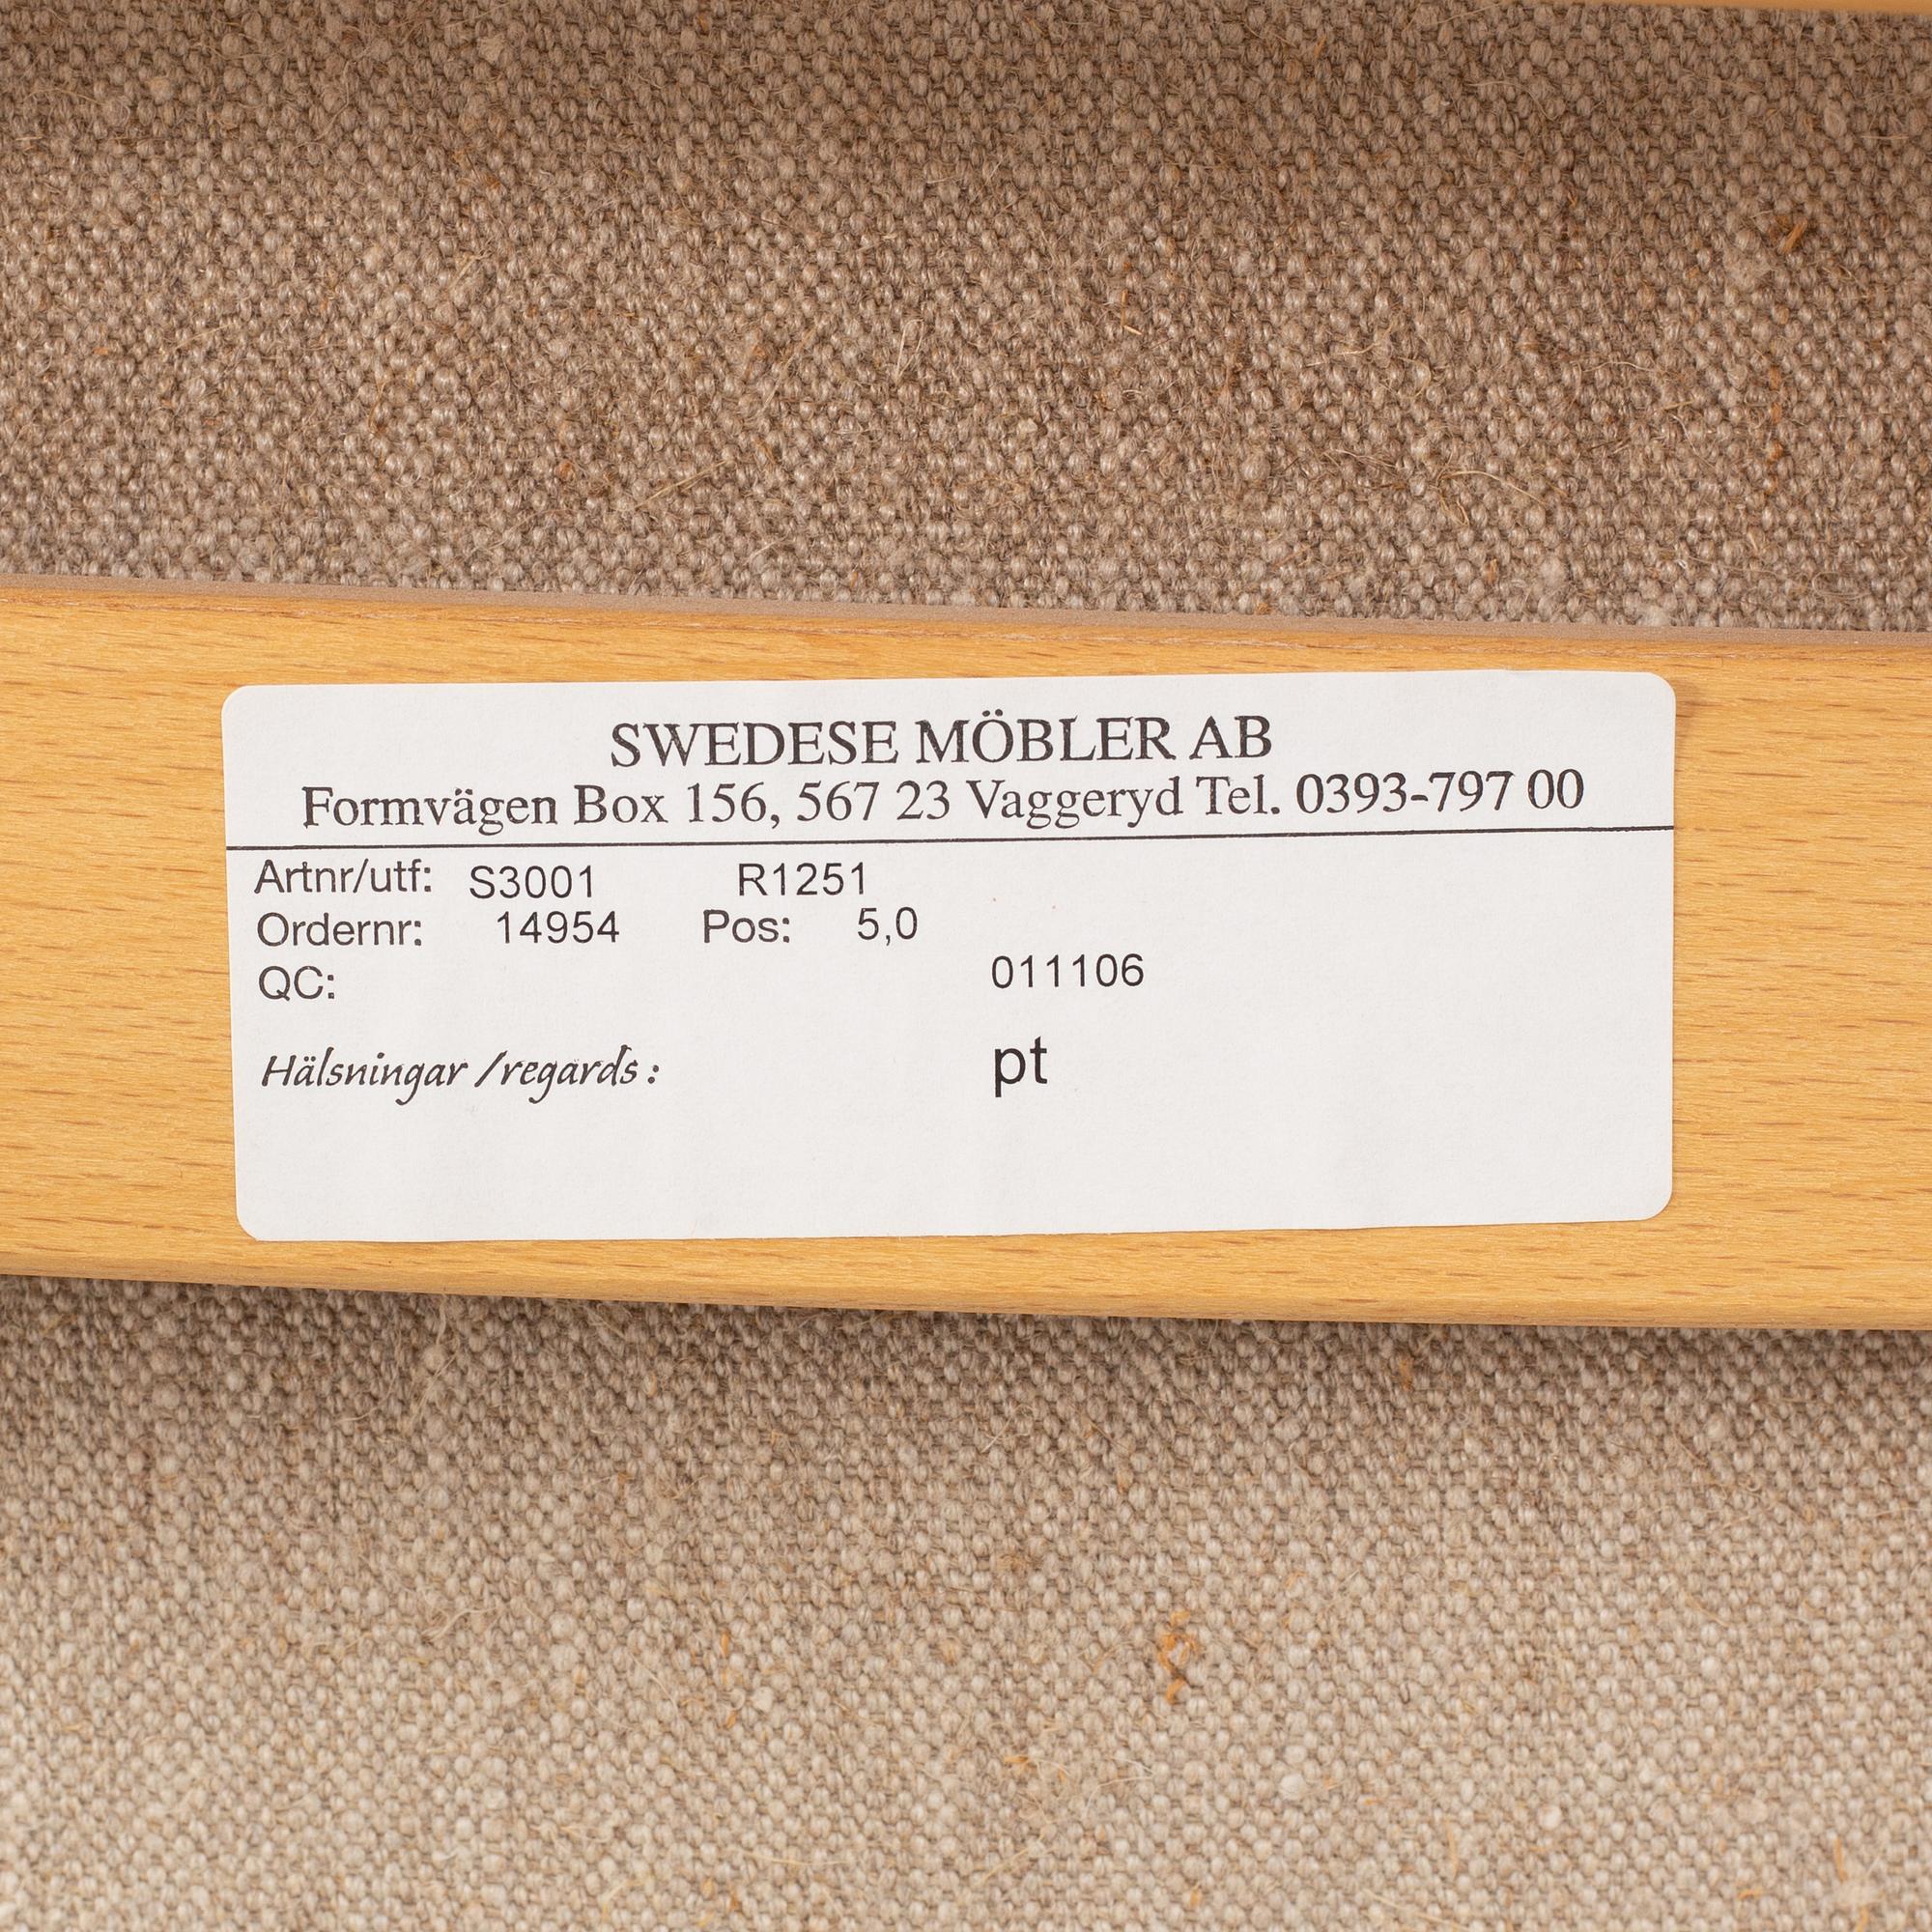 SWEDESE MÖBLER AB
Formvägen Box 156, 567 23 Vaggeryd Tel. 0393-797 00
Artnr/utf: S3001 R1251
Ordernr: 14954 Pos: 5,0
QC: 011106
Hälsningar /regards : pt